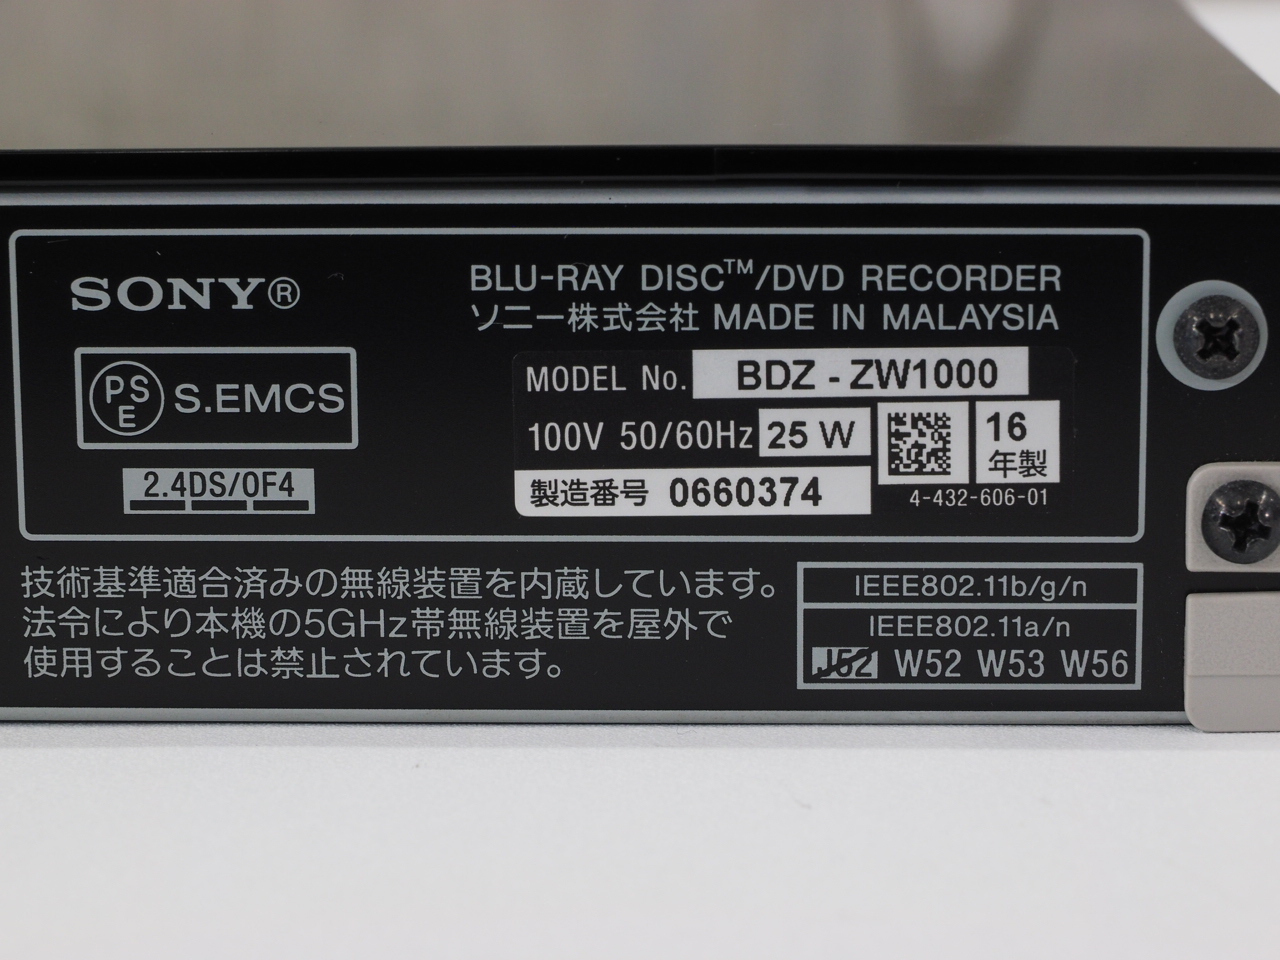 SONY®
BLU-RAY DISC™/DVD RECORDER
ソニー株式会社 MADE IN MALAYSIA
PSE S.EMCS
2.4DS/OF4
MODEL No. BDZ - ZW1000
100V 50/60Hz 25 W
16年製
製造番号 0660374
4-432-606-01
技術基準適合済みの無線装置を内蔵しています。
法令により本機の5GHz帯無線装置を屋外で
使用することは禁止されています。
IEEE802.11b/g/n
IEEE802.11a/n
J52 W52 W53 W56